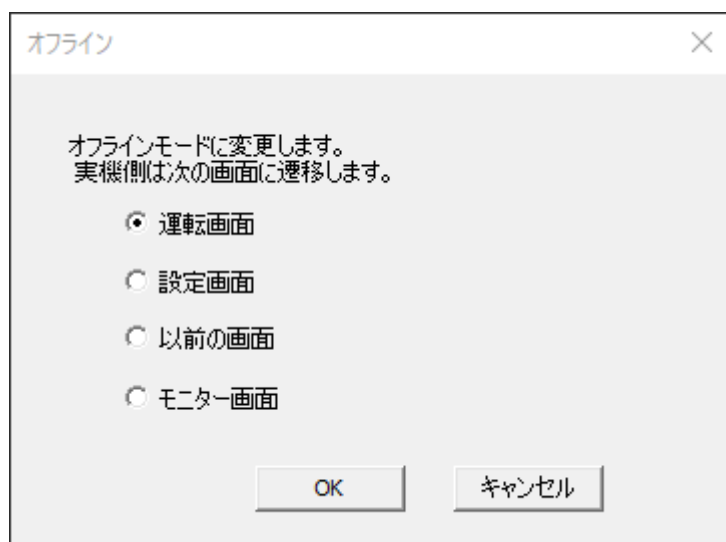 オフライン
オフラインモードに変更します。
実機側は次の画面に遷移します。
運転画面
設定画面
以前の画面
モニター画面
OK
キャンセル